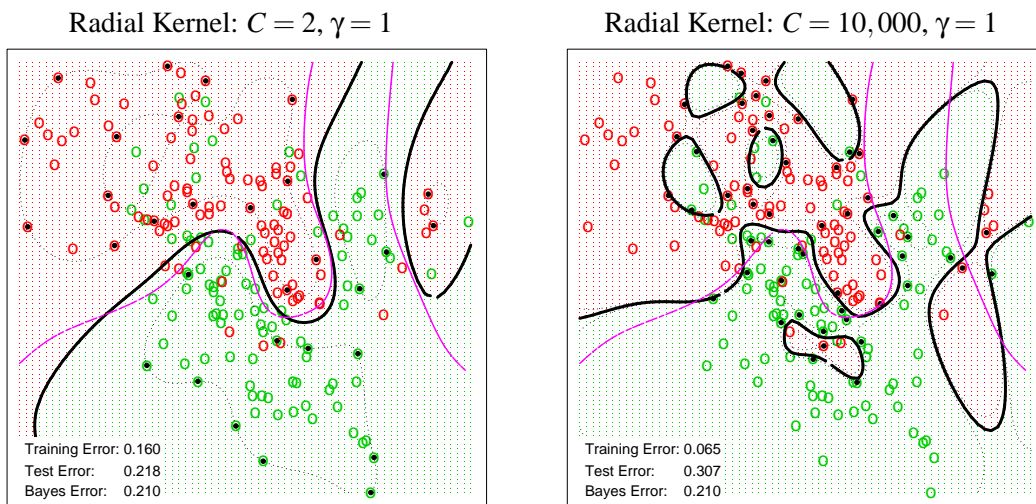 Radial Kernel: C = 2, γ = 1
Radial Kernel: C = 10,000, γ = 1
Training Error: 0.160
Test Error: 0.218
Bayes Error: 0.210
Training Error: 0.065
Test Error: 0.307
Bayes Error: 0.210